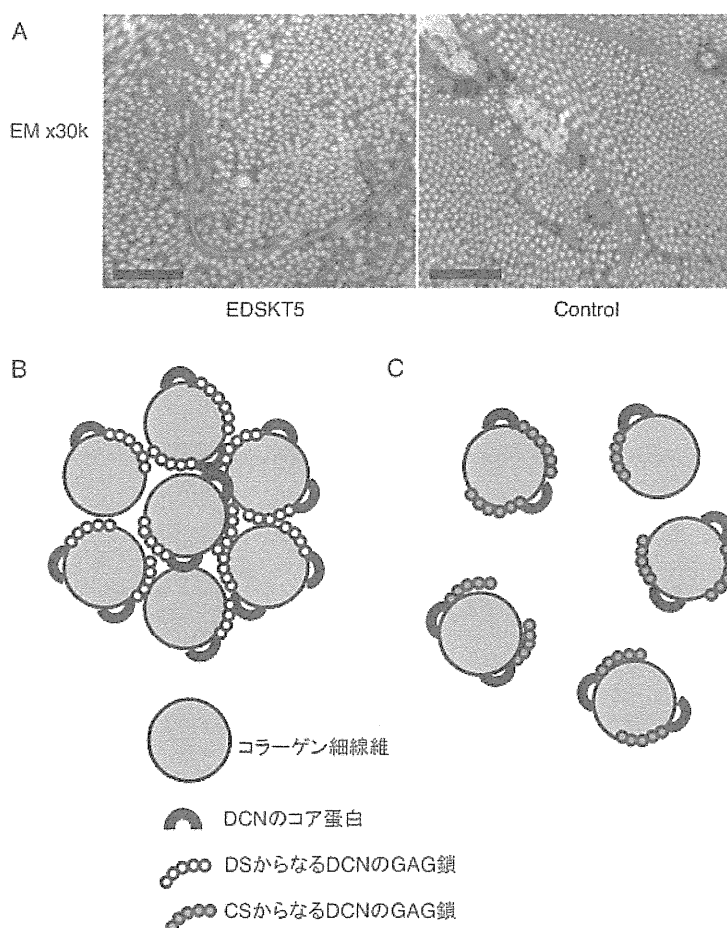 A
EM x30k
EDSKT5
Control
B
C
コラーゲン細線維
DCNのコア蛋白
DSからなるDCNのGAG鎖
CSからなるDCNのGAG鎖